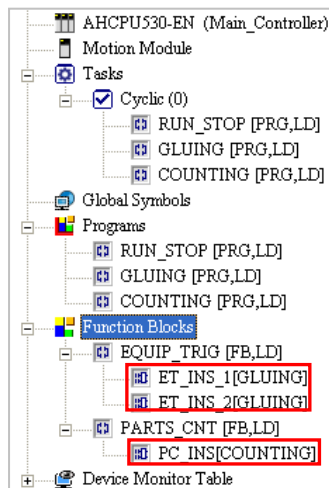 AHCPU530-EN (Main_Controller)
Motion Module
Tasks
Cyclic (0)
RUN_STOP [PRG,LD]
GLUING [PRG,LD]
COUNTING [PRG,LD]
Global Symbols
Programs
RUN_STOP [PRG,LD]
GLUING [PRG,LD]
COUNTING [PRG,LD]
Function Blocks
EQUIP_TRIG [FB,LD]
ET_INS_1[GLUING]
ET_INS_2[GLUING]
PARTS_CNT [FB,LD]
PC_INS[COUNTING]
Device Monitor Table